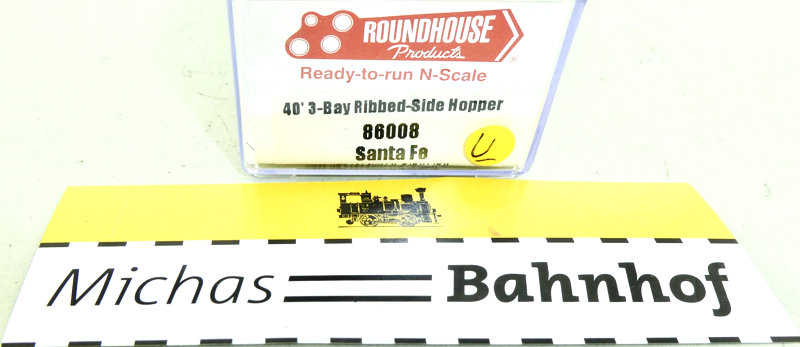 ROUNDHOUSE
Products
Ready-to-run N-Scale
40' 3-Bay Ribbed-Side Hopper
86008
Santa Fe
U
Michas Bahnhof